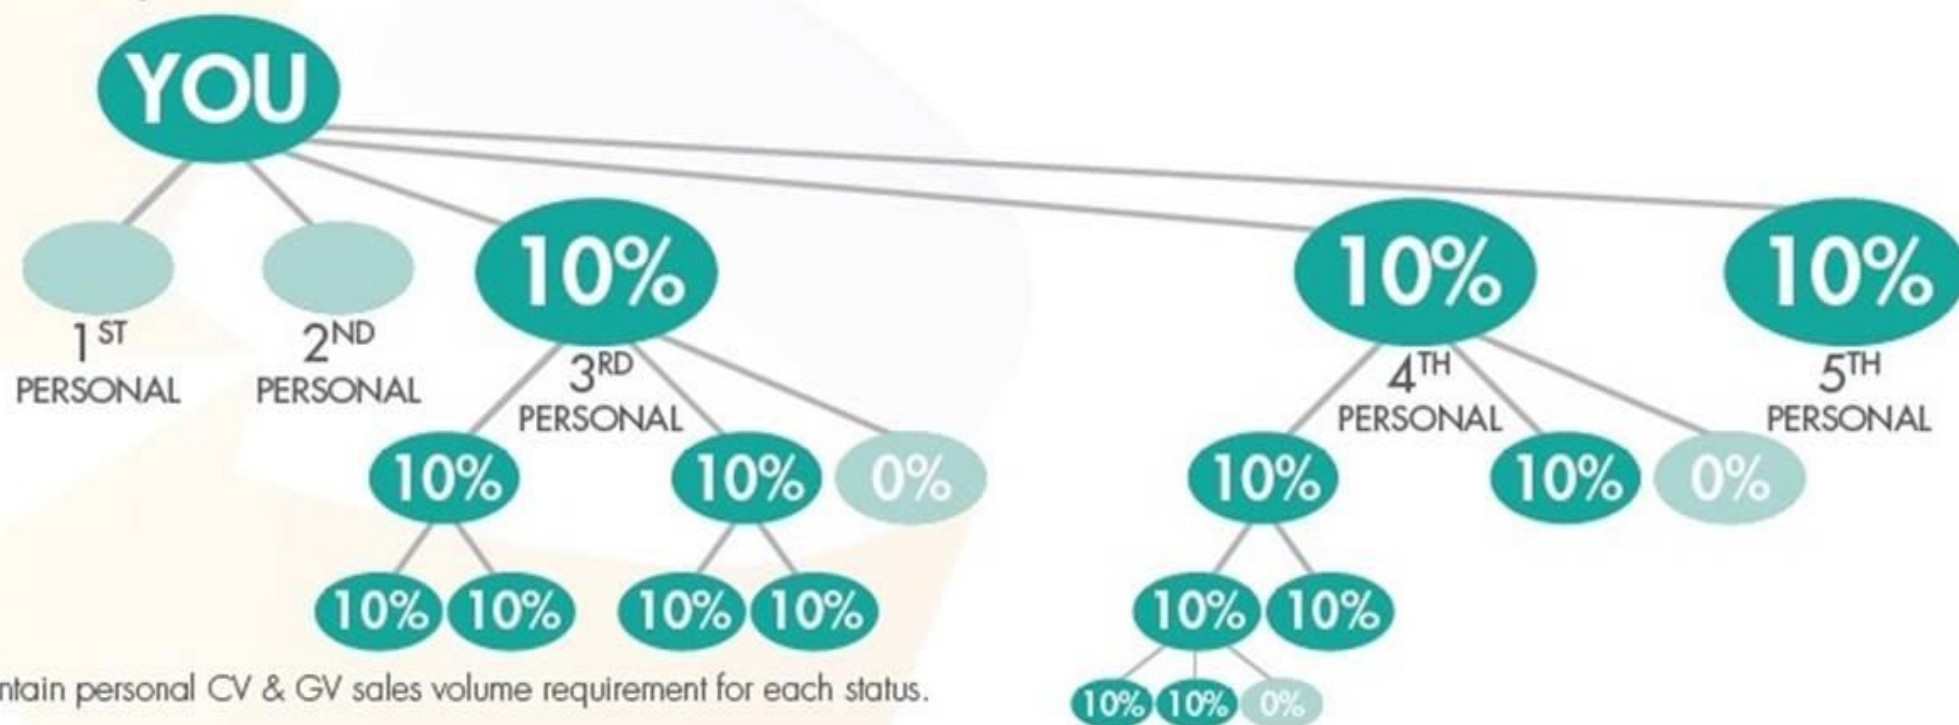 YOU
10% 10% 10%
1ST 2ND 3RD 4TH 5TH
PERSONAL PERSONAL PERSONAL PERSONAL PERSONAL
10% 10% 0% 10% 10% 0%
10% 10% 10% 10% 10% 10%
ntain personal CV & GV sales volume requirement for each status.
10% 10% 0%